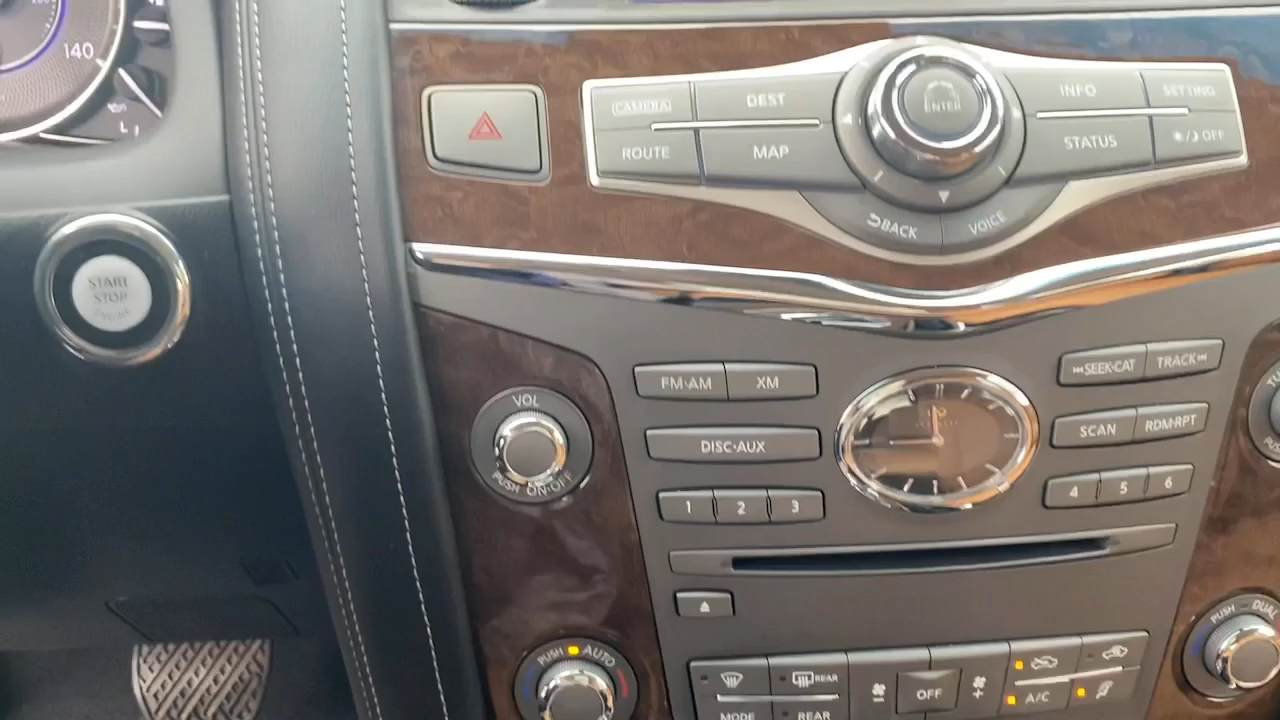 140
L
START
STOP
CAMERA
DEST
ROUTE
MAP
ENTER
INFO
SETTING
STATUS
OFF
BACK
VOICE
VOL
PUSH ON·OFF
FM·AM
XM
DISC·AUX
1
2
3
12
SEEK·CAT
TRACK
SCAN
RDM·RPT
4
5
6
PUSH AUTO
REAR
MODE
REAR
OFF
A/C
PUSH DUAL